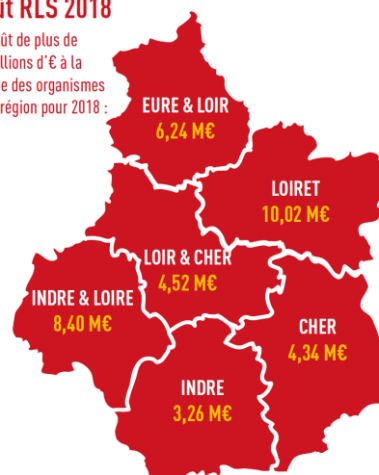 ût RLS 2018
ût de plus de
llions d'€ à la
e des organismes
région pour 2018 :
EURE & LOIR
6,24 M€
LOIRET
10,02 M€
LOIR & CHER
4,52 M€
INDRE & LOIRE
8,40 M€
CHER
4,34 M€
INDRE
3,26 M€